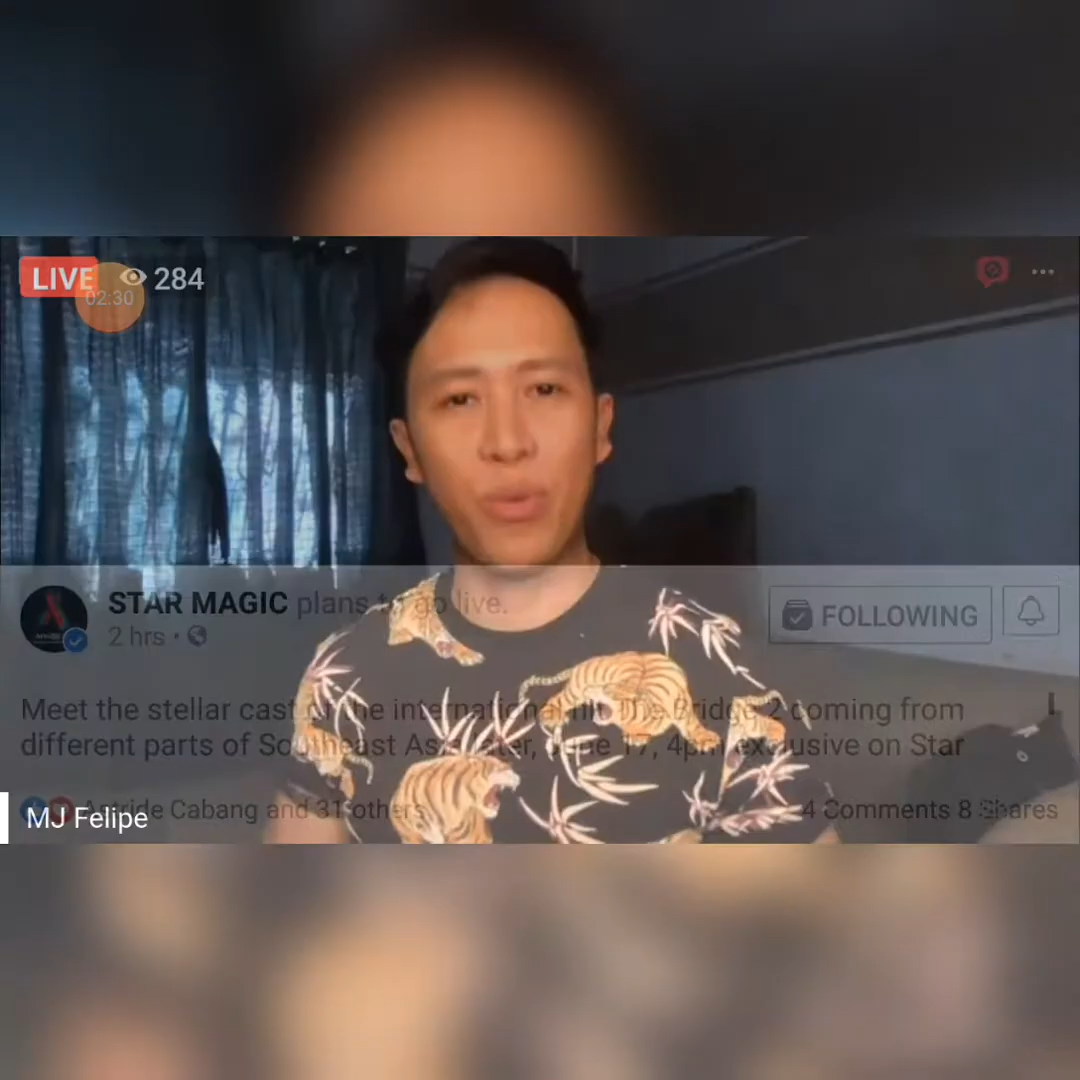 LIVE 284
02:30
STAR MAGIC plans to go live.
2 hrs
FOLLOWING
Meet the stellar cast of the international hit The Bridge 2 coming from
different parts of Southeast Asia later, June 17, 4pm exclusive on Star
Astride Cabang and 31 others
4 Comments 8 Shares
MJ Felipe